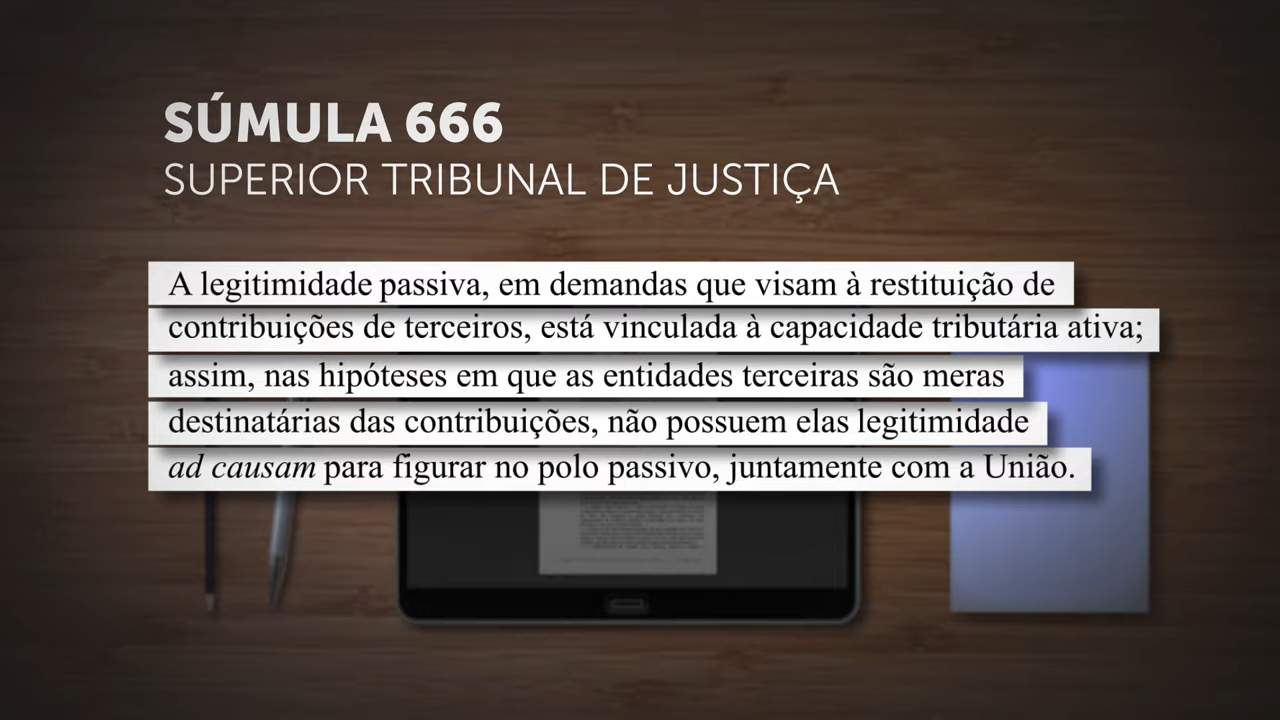 SÚMULA 666
SUPERIOR TRIBUNAL DE JUSTIÇA
A legitimidade passiva, em demandas que visam à restituição de
contribuições de terceiros, está vinculada à capacidade tributária ativa;
assim, nas hipóteses em que as entidades terceiras são meras
destinatárias das contribuições, não possuem elas legitimidade
ad causam para figurar no polo passivo, juntamente com a União.